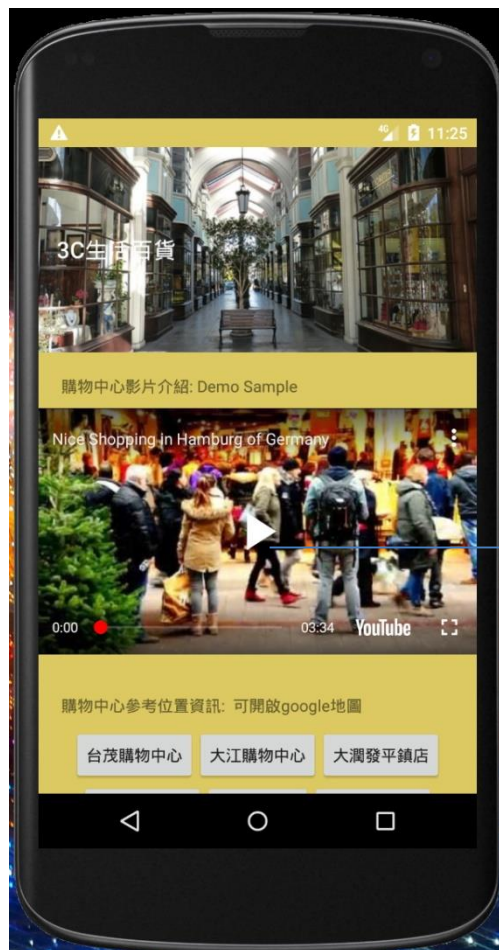 4G 11:25
3C生活百貨
購物中心影片介紹: Demo Sample
Nice Shopping in Hamburg of Germany
0:00 03:34 YouTube
購物中心參考位置資訊: 可開啟google地圖
台茂購物中心 大江購物中心 大潤發平鎮店